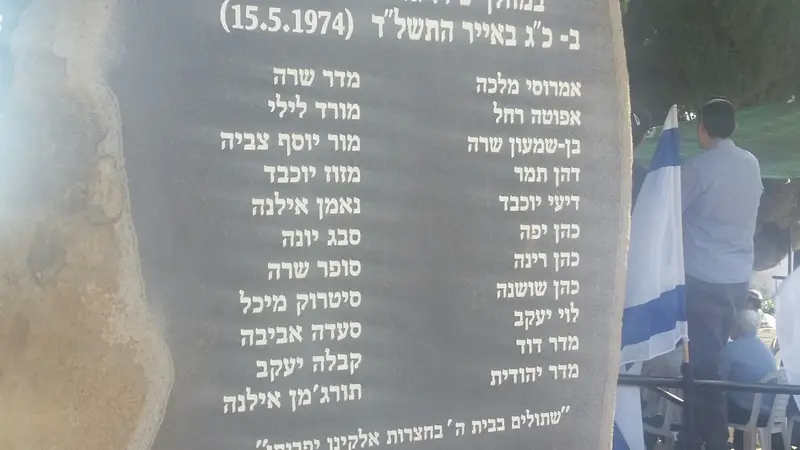 ב- כ"ג באייר התשל"ד (15.5.1974)
אמרוסי מלכה
אפוטה רחל
בן-שמעון שרה
דהן תמר
דיעי יוכבד
כהן יפה
כהן רינה
כהן שושנה
לוי יעקב
מדר דוד
מדר יהודית
מדר שרה
מורד לילי
מור יוסף צביה
מזוז יוכבד
נאמן אילנה
סבג יונה
סופר שרה
סיטרוק מיכל
סעדה אביבה
קבלה יעקב
תורג'מן אילנה
"שתולים בבית ה' בחצרות אלקינו יפריחו"